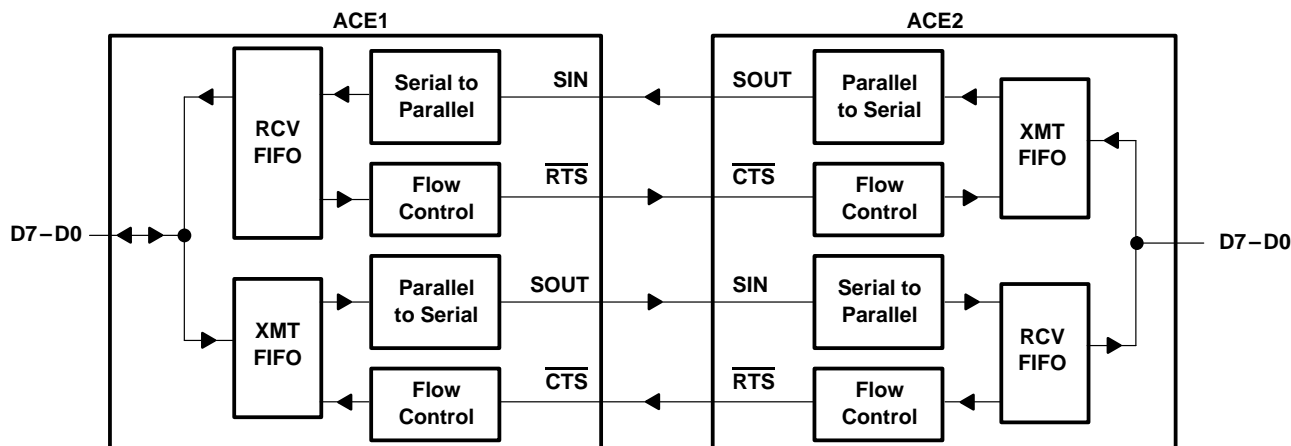 ACE1
ACE2
RCV
FIFO
Serial to
Parallel
SIN
SOUT
Parallel
to Serial
XMT
FIFO
Flow
Control
RTS
CTS
Flow
Control
D7–D0
D7–D0
XMT
FIFO
Parallel
to Serial
SOUT
SIN
Serial to
Parallel
RCV
FIFO
Flow
Control
CTS
RTS
Flow
Control